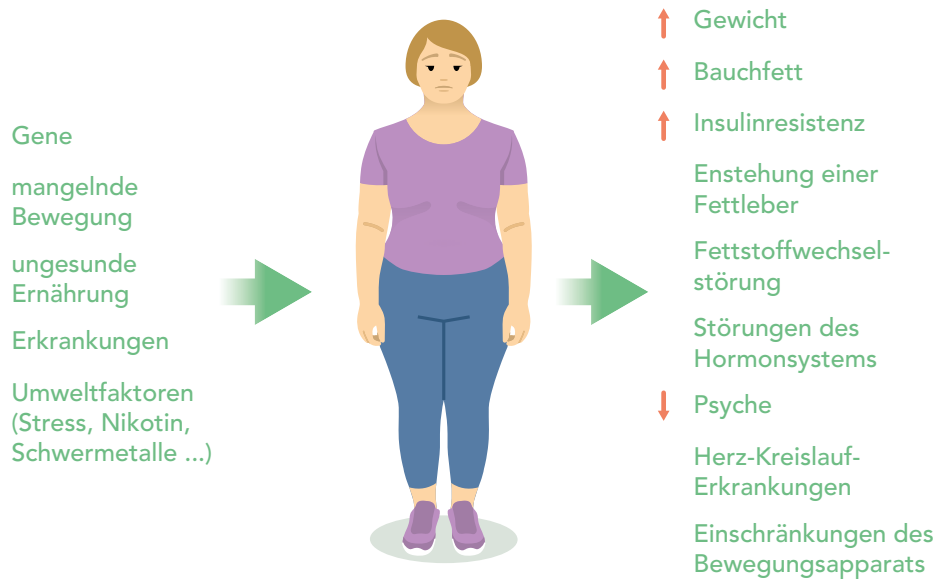 Gene
mangelnde
Bewegung
ungesunde
Ernährung
Erkrankungen
Umweltfaktoren
(Stress, Nikotin,
Schwermetalle ...)
Gewicht
Bauchfett
Insulinresistenz
Enstehung einer
Fettleber
Fettstoffwechsel-
störung
Störungen des
Hormonsystems
Psyche
Herz-Kreislauf-
Erkrankungen
Einschränkungen des
Bewegungsapparats